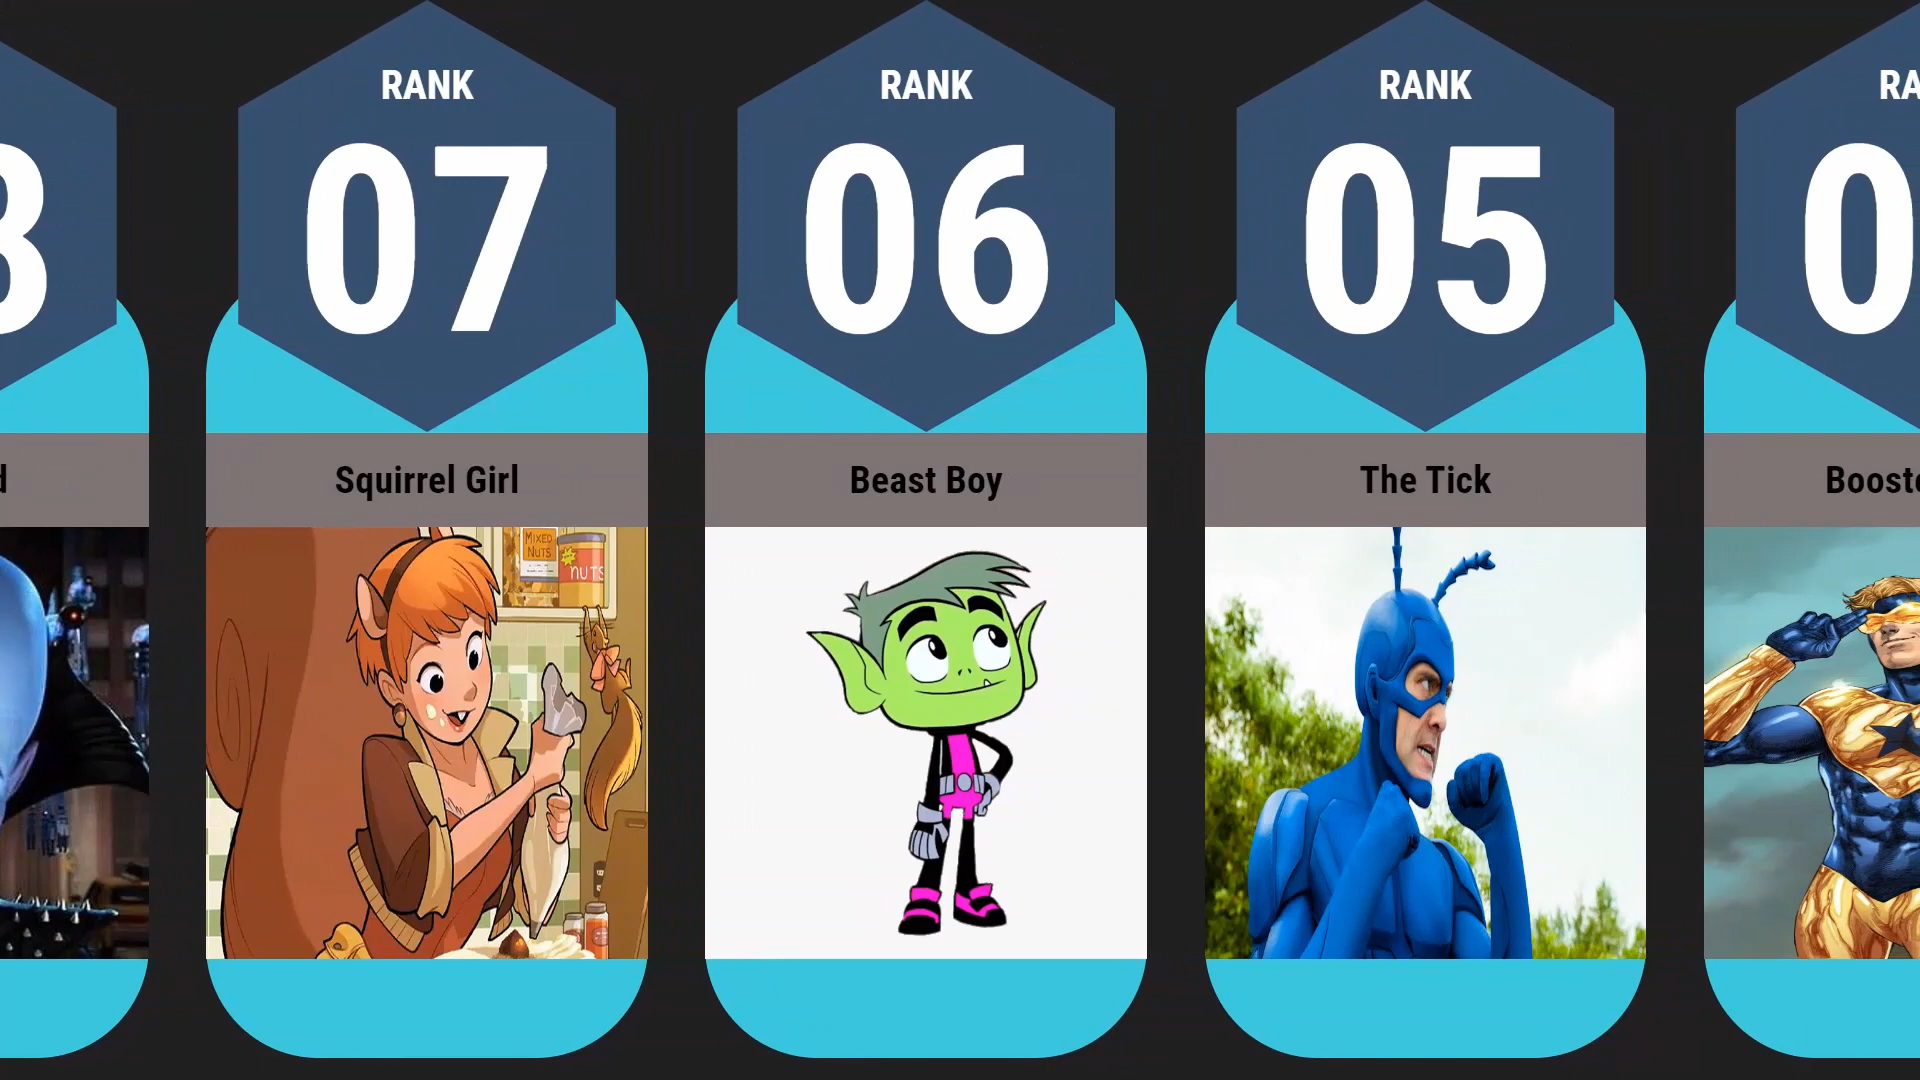 RANK
07
Squirrel Girl
MIXED
NUTS
NUTS
RANK
06
Beast Boy
RANK
05
The Tick